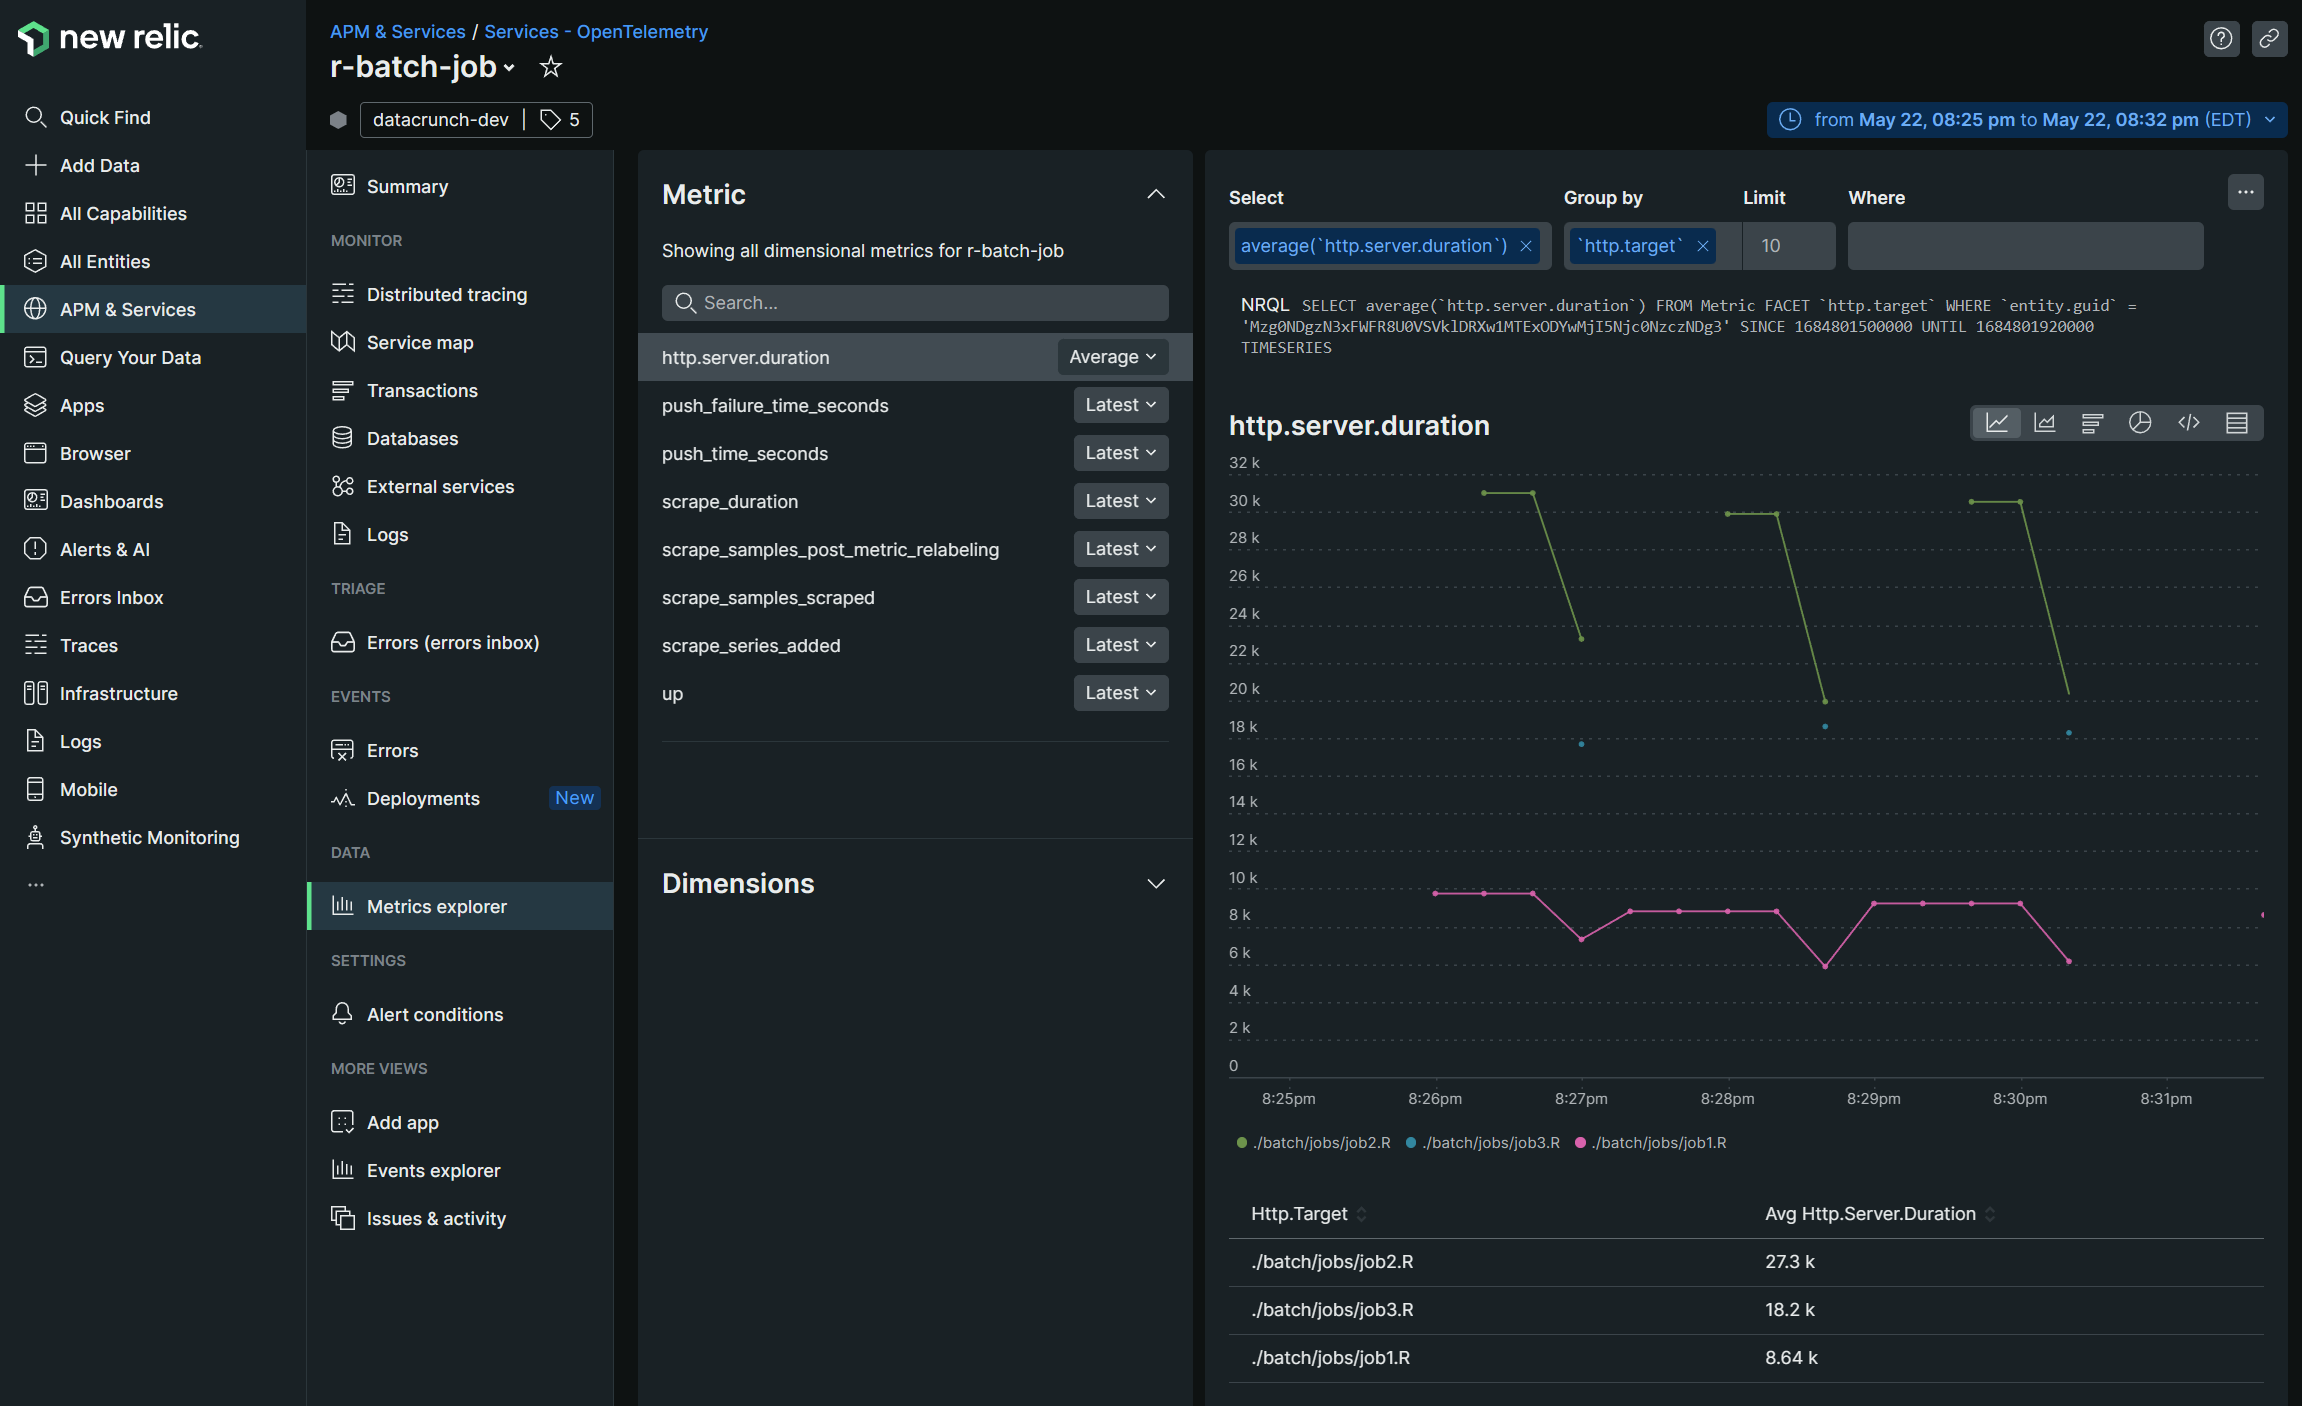 new relic
Quick Find
Add Data
All Capabilities
All Entities
APM & Services
Query Your Data
Apps
Browser
Dashboards
Alerts & AI
Errors Inbox
Traces
Infrastructure
Logs
Mobile
Synthetic Monitoring
...
APM & Services / Services - OpenTelemetry
r-batch-job
datacrunch-dev 5
from May 22, 08:25 pm to May 22, 08:32 pm (EDT)
Summary
MONITOR
Distributed tracing
Service map
Transactions
Databases
External services
Logs
TRIAGE
Errors (errors inbox)
EVENTS
Errors
Deployments New
DATA
Metrics explorer
SETTINGS
Alert conditions
MORE VIEWS
Add app
Events explorer
Issues & activity
Metric
Showing all dimensional metrics for r-batch-job
Search...
http.server.duration Average
push_failure_time_seconds Latest
push_time_seconds Latest
scrape_duration Latest
scrape_samples_post_metric_relabeling Latest
scrape_samples_scraped Latest
scrape_series_added Latest
up Latest
Dimensions
Select Group by Limit Where
average(`http.server.duration`) × `http.target` × 10
NRQL SELECT average(`http.server.duration`) FROM Metric FACET `http.target` WHERE `entity.guid` =
'Mzg0NDgzN3xFWFR8U0VSVklDRXw1MTExODYwMjI5Njc0NzczNDg3' SINCE 1684801500000 UNTIL 1684801920000
TIMESERIES
http.server.duration
32 k
30 k
28 k
26 k
24 k
22 k
20 k
18 k
16 k
14 k
12 k
10 k
8 k
6 k
4 k
2 k
0
8:25pm 8:26pm 8:27pm 8:28pm 8:29pm 8:30pm 8:31pm
./batch/jobs/job2.R ./batch/jobs/job3.R ./batch/jobs/job1.R
Http.Target Avg Http.Server.Duration
./batch/jobs/job2.R 27.3 k
./batch/jobs/job3.R 18.2 k
./batch/jobs/job1.R 8.64 k